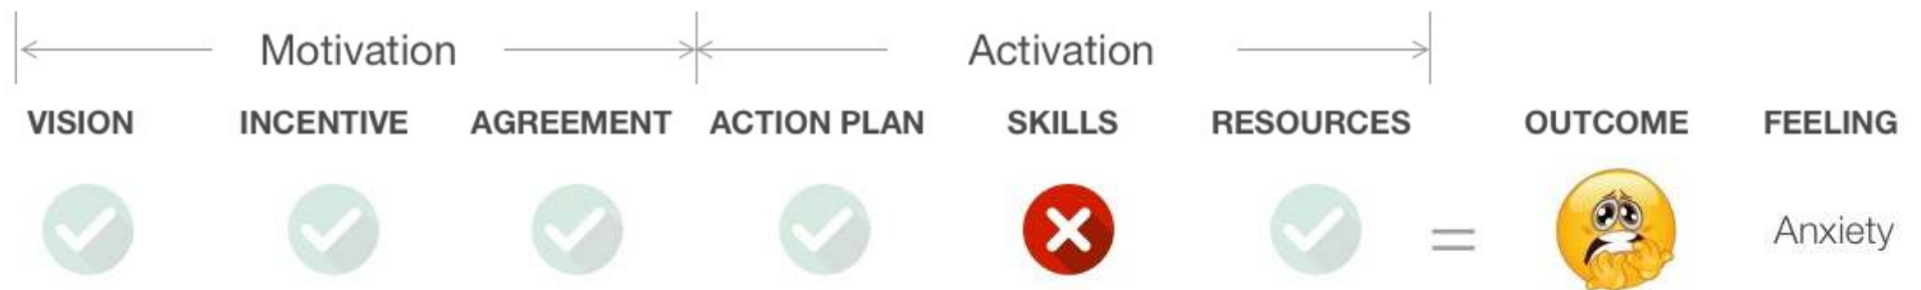 Motivation Activation
VISION INCENTIVE AGREEMENT ACTION PLAN SKILLS RESOURCES OUTCOME FEELING
= Anxiety